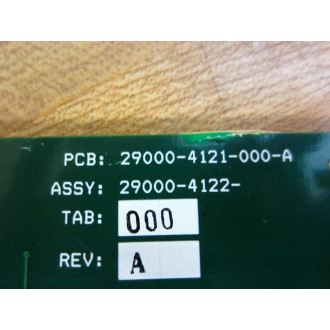 PCB: 29000-4121-000-A
ASSY: 29000-4122-
TAB: 000
REV: A